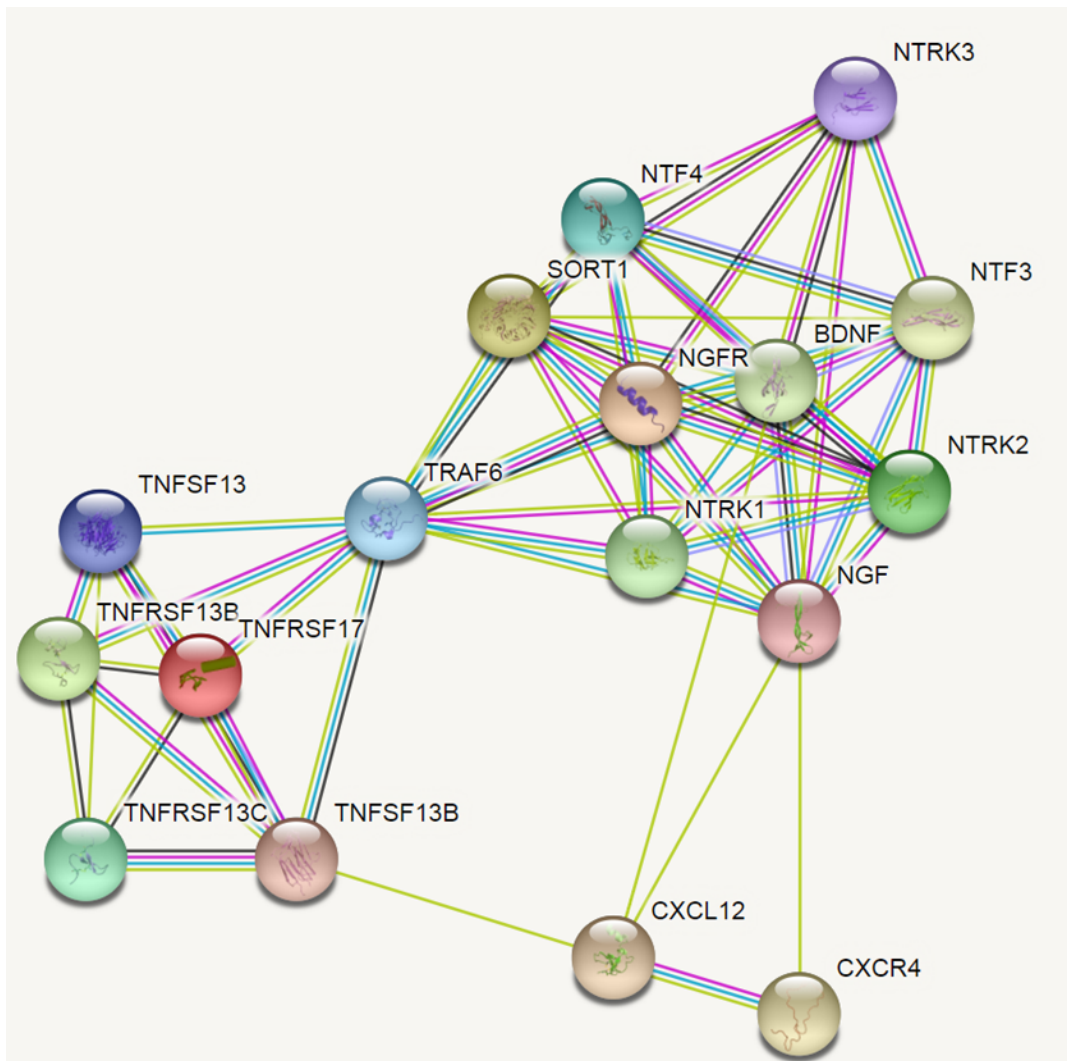 NTRK3
NTF4
SORT1
NTF3
BDNF
NGFR
NTRK2
TRAF6
TNFSF13
NTRK1
NGF
TNFRSF13B
TNFRSF17
TNFRSF13C
TNFSF13B
CXCL12
CXCR4